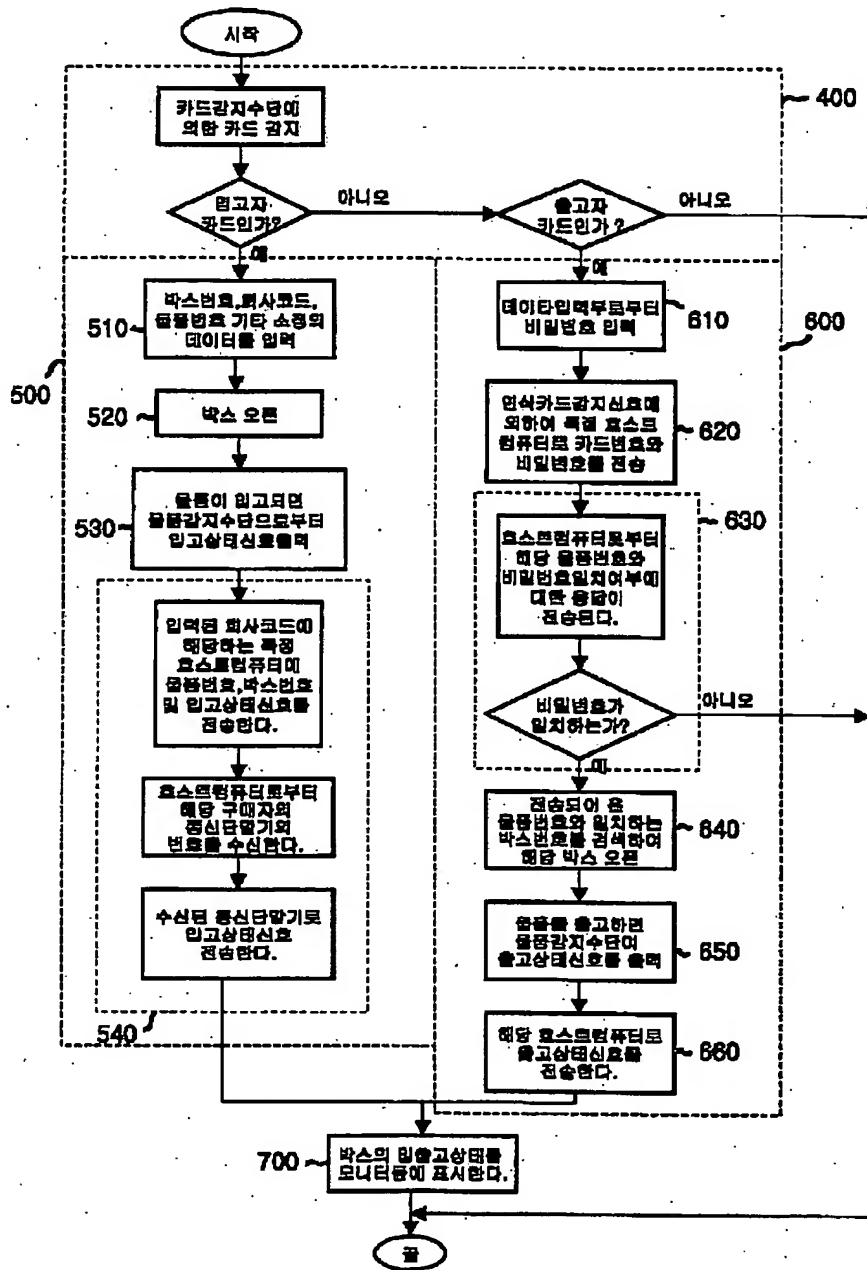 시작
카드감지수단에
의한 카드 감지
400
입고자
카드인가?
아니오
출고자
카드인가 ?
아니오
예
예
박스번호,회사코드,
물품번호 기타 소정의
데이터를 입력
510
500
박스 오픈
520
물품이 입고되면
물품감지수단으로부터
입고상태신호출력
530
입력된 회사코드에
해당하는 특정
호스트컴퓨터에
물품번호,박스번호
및 입고상태신호를
전송한다.
호스트컴퓨터로부터
해당 구매자의
통신단말기의
번호를 수신한다.
수신된 통신단말기로
입고상태신호
전송한다.
540
데이타입력부로부터
비밀번호 입력
610
600
인식카드감지신호에
의하여 특정 호스트
컴퓨터로 카드번호와
비밀번호를 전송
620
630
호스트컴퓨터로부터
해당 물품번호와
비밀번호일치여부에
대한 응답이
전송된다.
비밀번호가
일치하는가?
아니오
예
전송되어 온
물품번호와 일치하는
박스번호를 검색하여
해당 박스 오픈
640
물품을 출고하면
물품감지수단이
출고상태신호를 출력
650
해당 호스트컴퓨터로
출고상태신호를
전송한다.
660
박스의 입출고상태를
모니터등에 표시한다.
700
끝